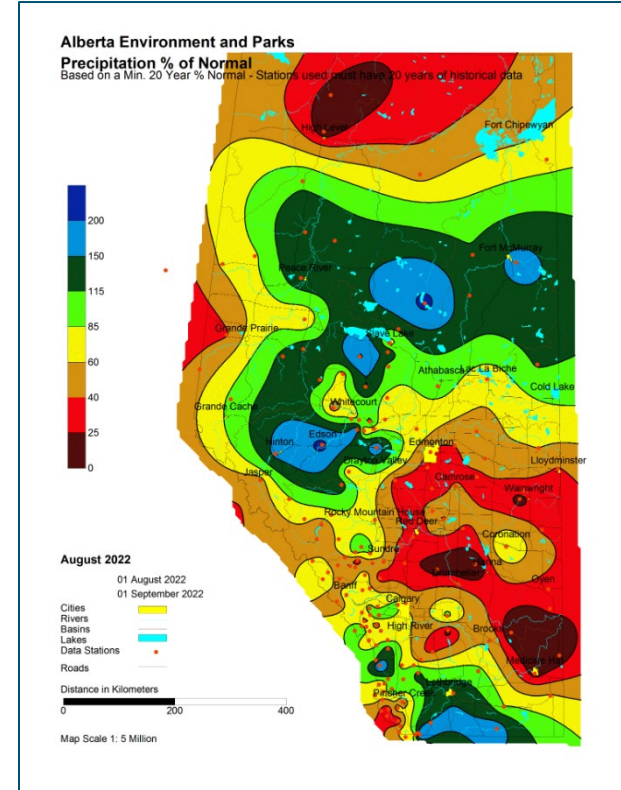 Alberta Environment and Parks
Precipitation % of Normal
Based on a Min. 20 Year % Normal - Stations used must have 20 years of historical data
High Level
Fort Chipewyan
200
150
115
85
60
40
25
0
Fort McMurray
Peace River
Grande Prairie
Slave Lake
Athabasca
Lac La Biche
Cold Lake
Whitecourt
Grande Cache
Edson
Hinton
Edmonton
Drayton Valley
Lloydminster
Jasper
Camrose
Wainwright
Rocky Mountain House
Red Deer
Coronation
Sundre
Hanna
Drumheller
Oyen
Banff
Calgary
High River
Brooks
Medicine Hat
Lethbridge
Pincher Creek
August 2022
01 August 2022
01 September 2022
Cities
Rivers
Basins
Lakes
Data Stations
Roads
Distance in Kilometers
0 200 400
Map Scale 1: 5 Million